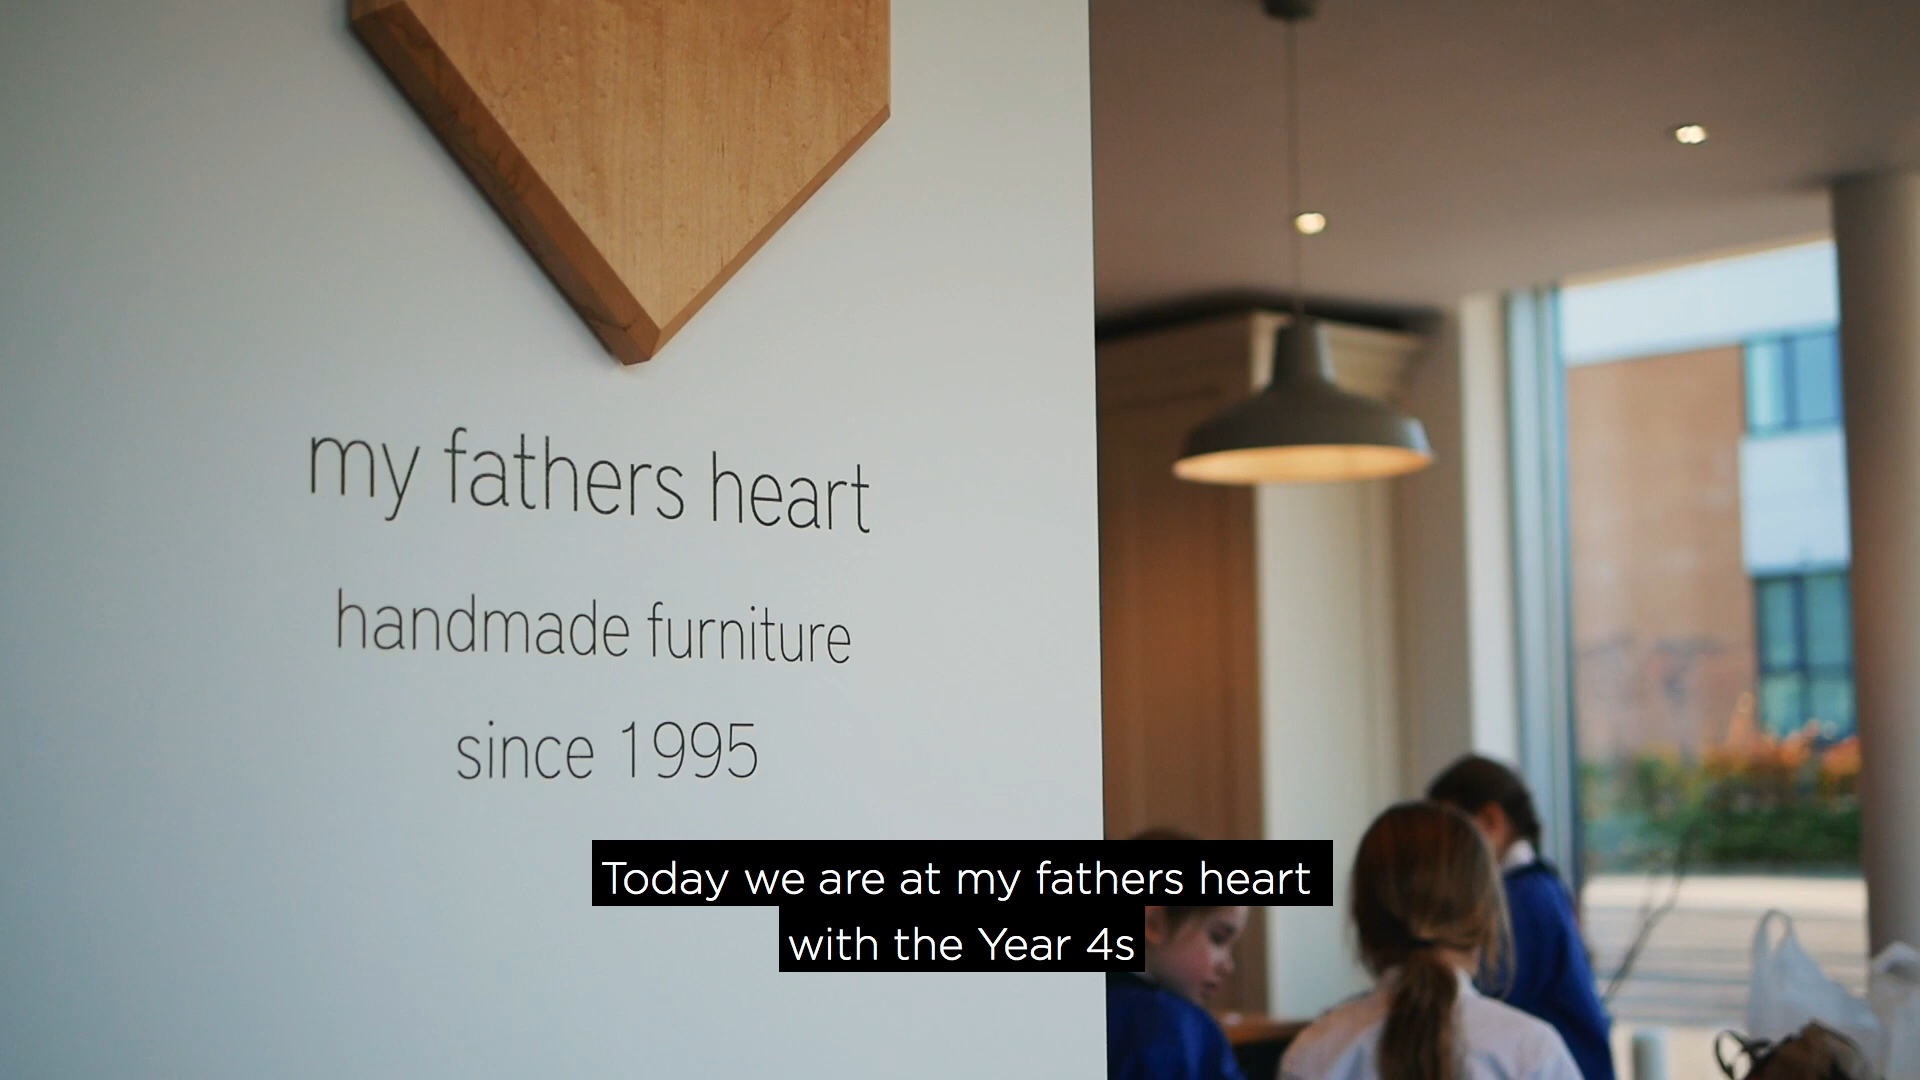 my fathers heart
handmade furniture
since 1995
Today we are at my fathers heart
with the Year 4s